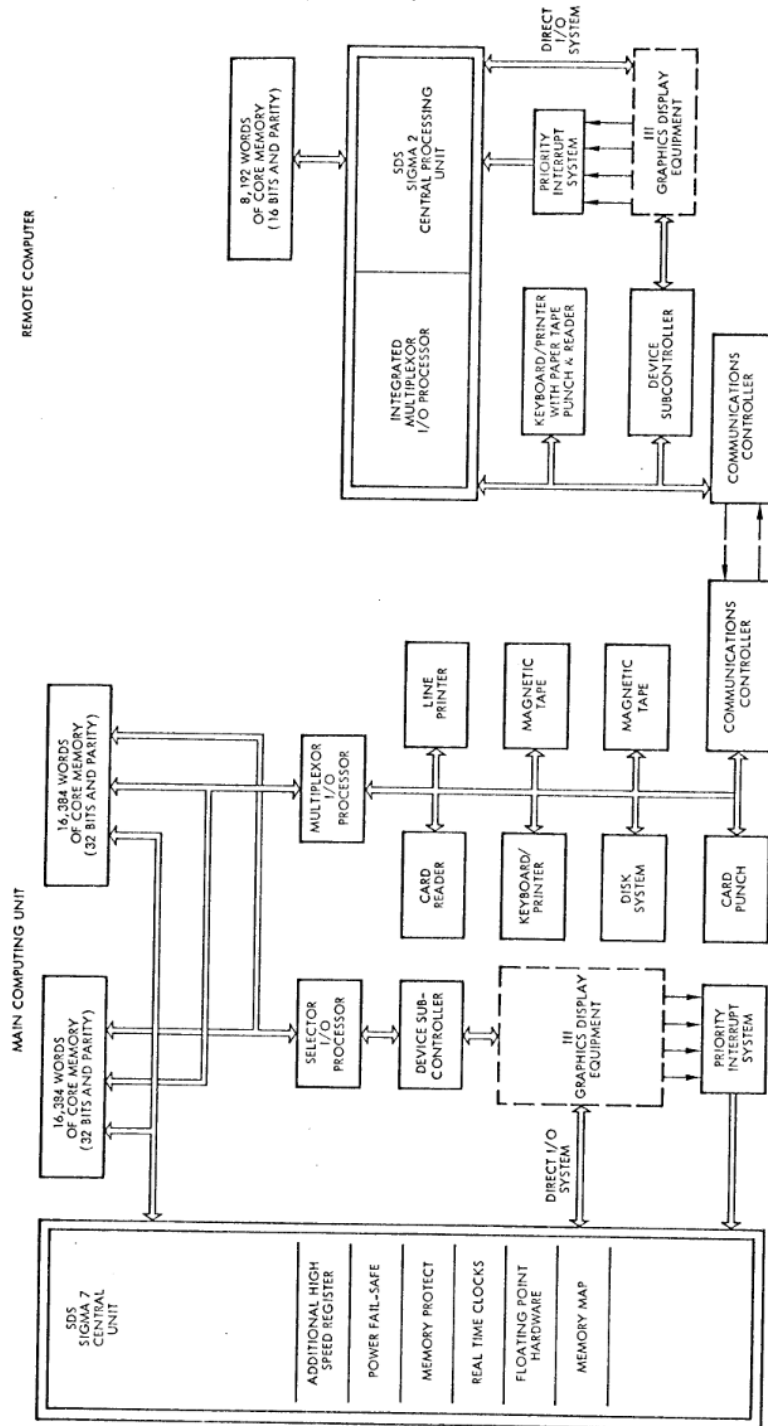 MAIN COMPUTING UNIT
REMOTE COMPUTER
SDS
SIGMA 7
CENTRAL
UNIT
ADDITIONAL HIGH
SPEED REGISTER
POWER FAIL-SAFE
MEMORY PROTECT
REAL TIME CLOCKS
FLOATING POINT
HARDWARE
MEMORY MAP
16,384 WORDS
OF CORE MEMORY
(32 BITS AND PARITY)
16,384 WORDS
OF CORE MEMORY
(32 BITS AND PARITY)
SELECTOR
I/O
PROCESSOR
DEVICE SUB-
CONTROLLER
DIRECT I/O
SYSTEM
III
GRAPHICS DISPLAY
EQUIPMENT
PRIORITY
INTERRUPT
SYSTEM
MULTIPLEXOR
I/O
PROCESSOR
CARD
READER
LINE
PRINTER
KEYBOARD/
PRINTER
MAGNETIC
TAPE
DISK
SYSTEM
MAGNETIC
TAPE
CARD
PUNCH
COMMUNICATIONS
CONTROLLER
8,192 WORDS
OF CORE MEMORY
(16 BITS AND PARITY)
INTEGRATED
MULTIPLEXOR
I/O PROCESSOR
SDS
SIGMA 2
CENTRAL PROCESSING
UNIT
KEYBOARD/PRINTER
WITH PAPER TAPE
PUNCH & READER
PRIORITY
INTERRUPT
SYSTEM
DIRECT
I/O
SYSTEM
DEVICE
SUBCONTROLLER
III
GRAPHICS DISPLAY
EQUIPMENT
COMMUNICATIONS
CONTROLLER